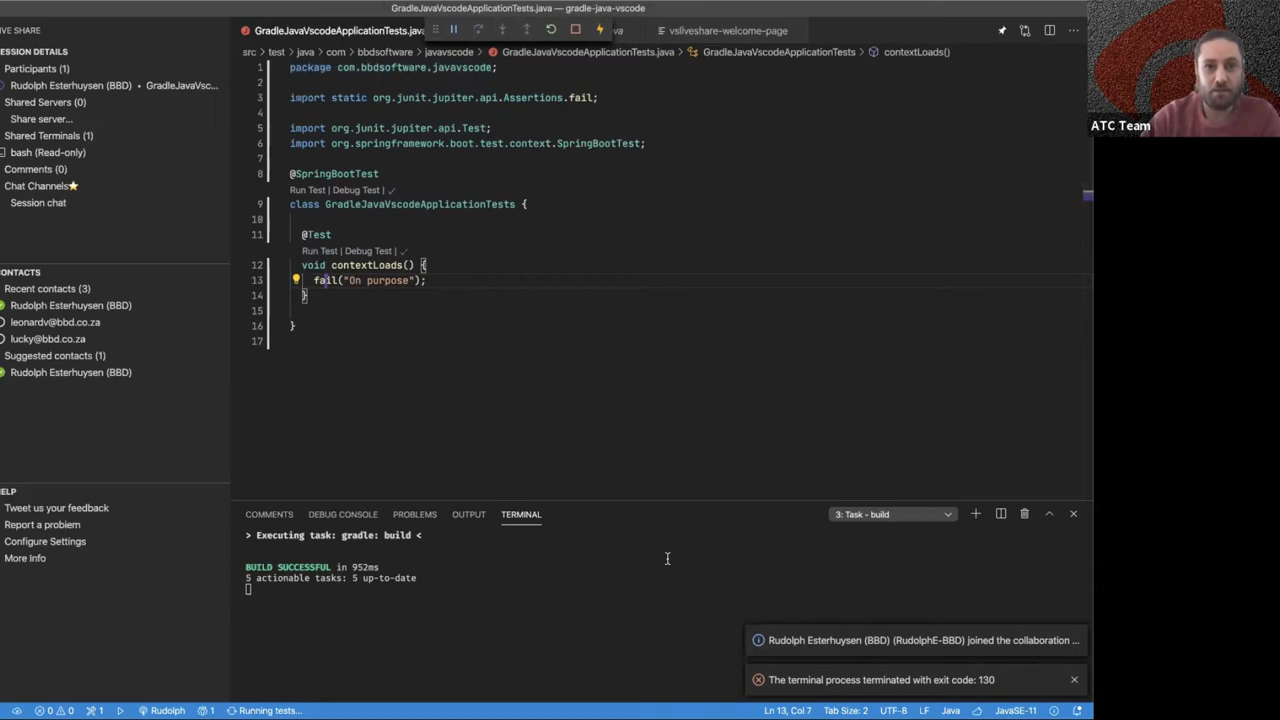 GradleJavaVscodeApplicationTests.java — gradle-java-vscode
IVE SHARE
GradleJavaVscodeApplicationTests.java
va
vsliveshare-welcome-page
src > test > java > com > bbdsoftware > javavscode > GradleJavaVscodeApplicationTests.java > GradleJavaVscodeApplicationTests > contextLoads()
ESSION DETAILS
Participants (1)
Rudolph Esterhuysen (BBD) • GradleJavaVsc...
Shared Servers (0)
Share server...
Shared Terminals (1)
bash (Read-only)
Comments (0)
Chat Channels
Session chat
CONTACTS
Recent contacts (3)
Rudolph Esterhuysen (BBD)
leonardv@bbd.co.za
lucky@bbd.co.za
Suggested contacts (1)
Rudolph Esterhuysen (BBD)
ELP
Tweet us your feedback
Report a problem
Configure Settings
More Info
1 package com.bbdsoftware.javavscode;
2
3 import static org.junit.jupiter.api.Assertions.fail;
4
5 import org.junit.jupiter.api.Test;
6 import org.springframework.boot.test.context.SpringBootTest;
7
8 @SpringBootTest
Run Test | Debug Test | ✓
9 class GradleJavaVscodeApplicationTests {
10
11 @Test
Run Test | Debug Test | ✓
12 void contextLoads() {
13 fail("On purpose");
14 }
15
16 }
17
ATC Team
COMMENTS DEBUG CONSOLE PROBLEMS OUTPUT TERMINAL
3: Task - build
> Executing task: gradle: build <
BUILD SUCCESSFUL in 952ms
5 actionable tasks: 5 up-to-date
Rudolph Esterhuysen (BBD) (RudolphE-BBD) joined the collaboration ...
The terminal process terminated with exit code: 130
0 0 1 Rudolph 1 Running tests...
Ln 13, Col 7 Tab Size: 2 UTF-8 LF Java JavaSE-11